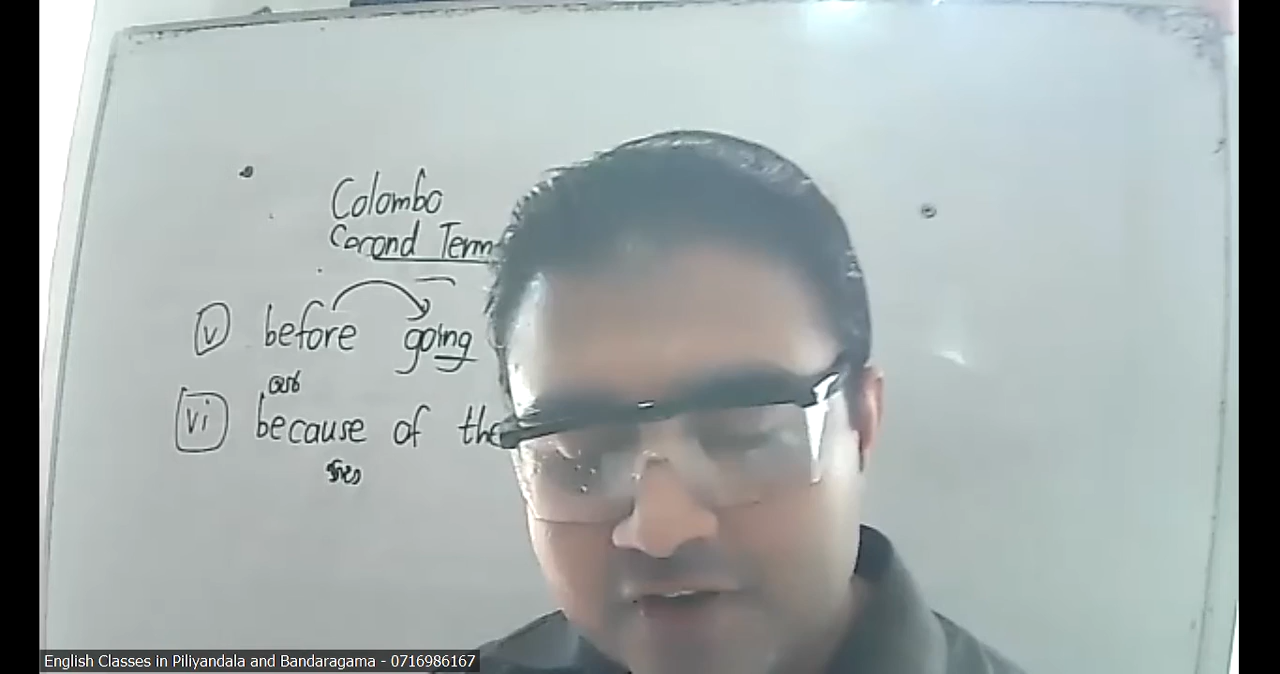 Colombo
Second Term
v before going
vi because of the
English Classes in Piliyandala and Bandaragama - 0716986167